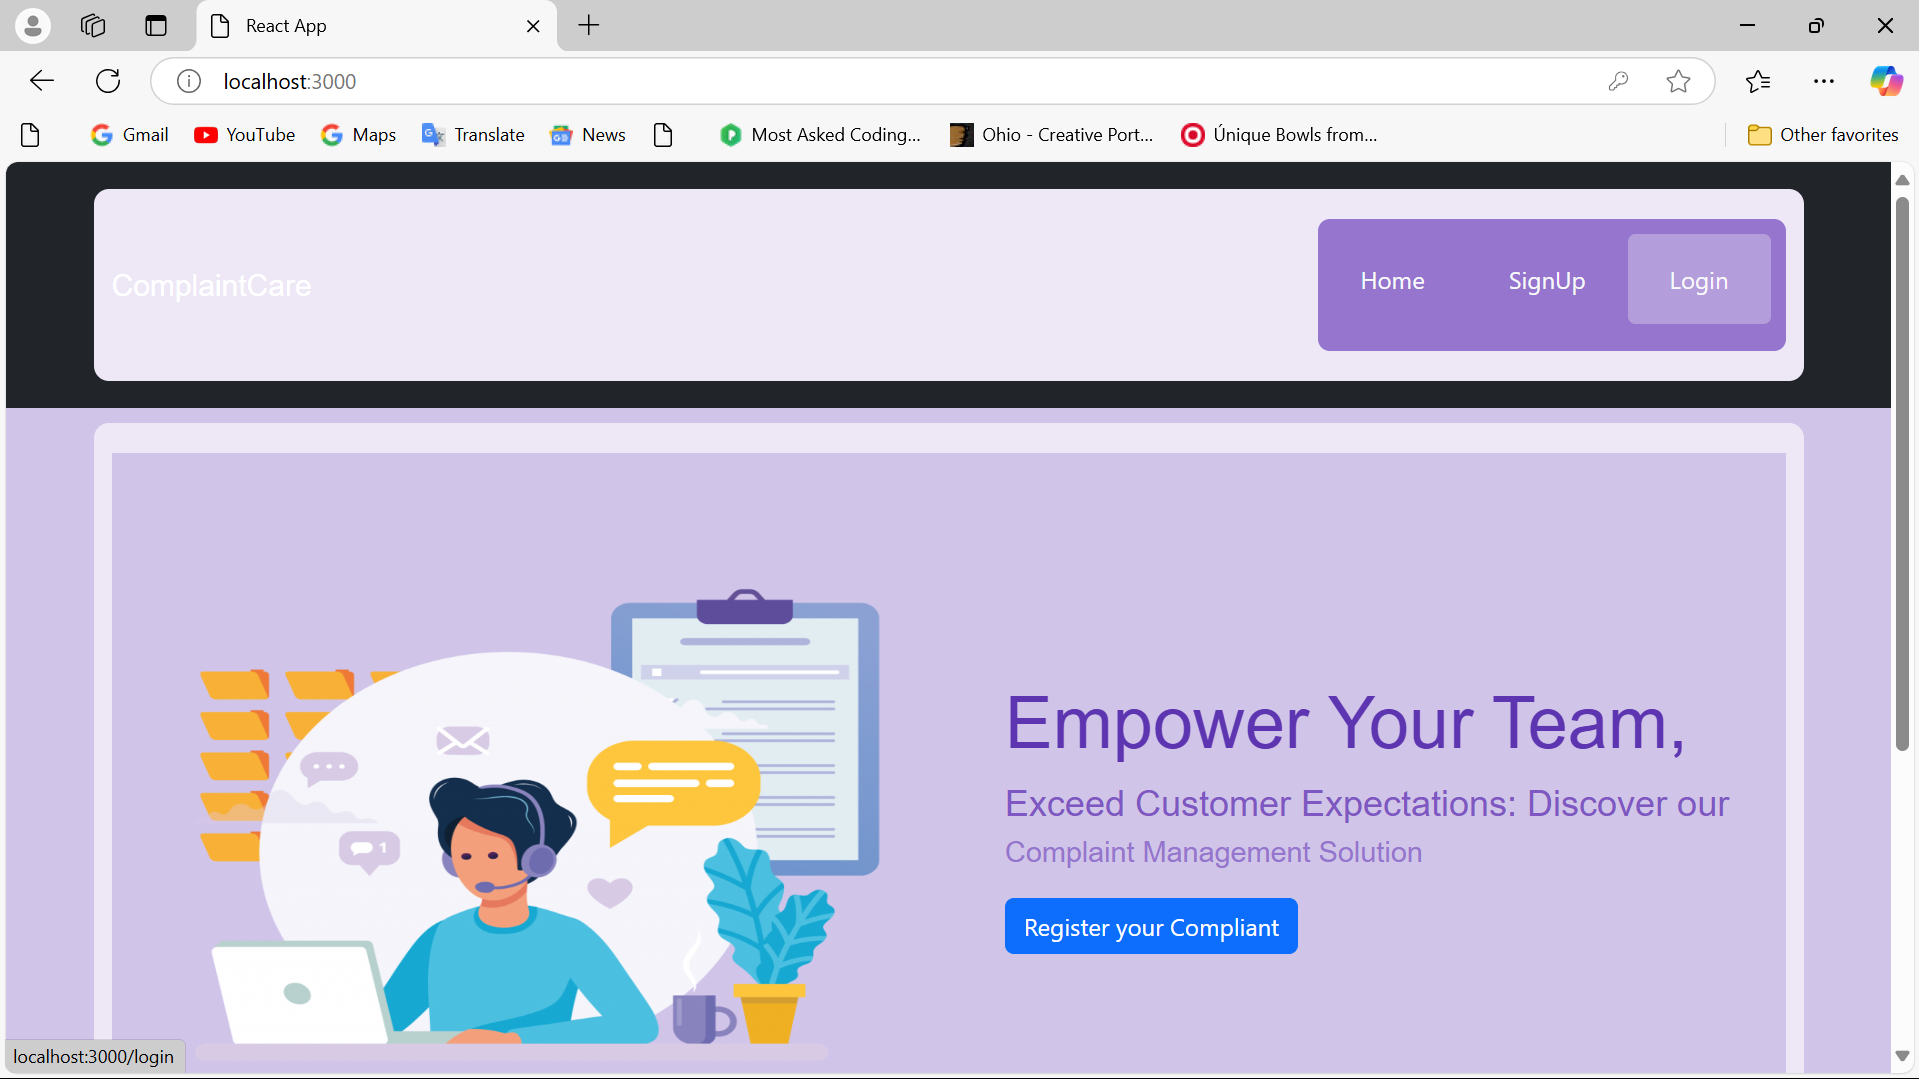 React App
localhost:3000
Gmail
YouTube
Maps
Translate
News
Most Asked Coding...
Ohio - Creative Port...
Únique Bowls from...
Other favorites
ComplaintCare
Home
SignUp
Login
Empower Your Team,
Exceed Customer Expectations: Discover our
Complaint Management Solution
Register your Compliant
1
localhost:3000/login